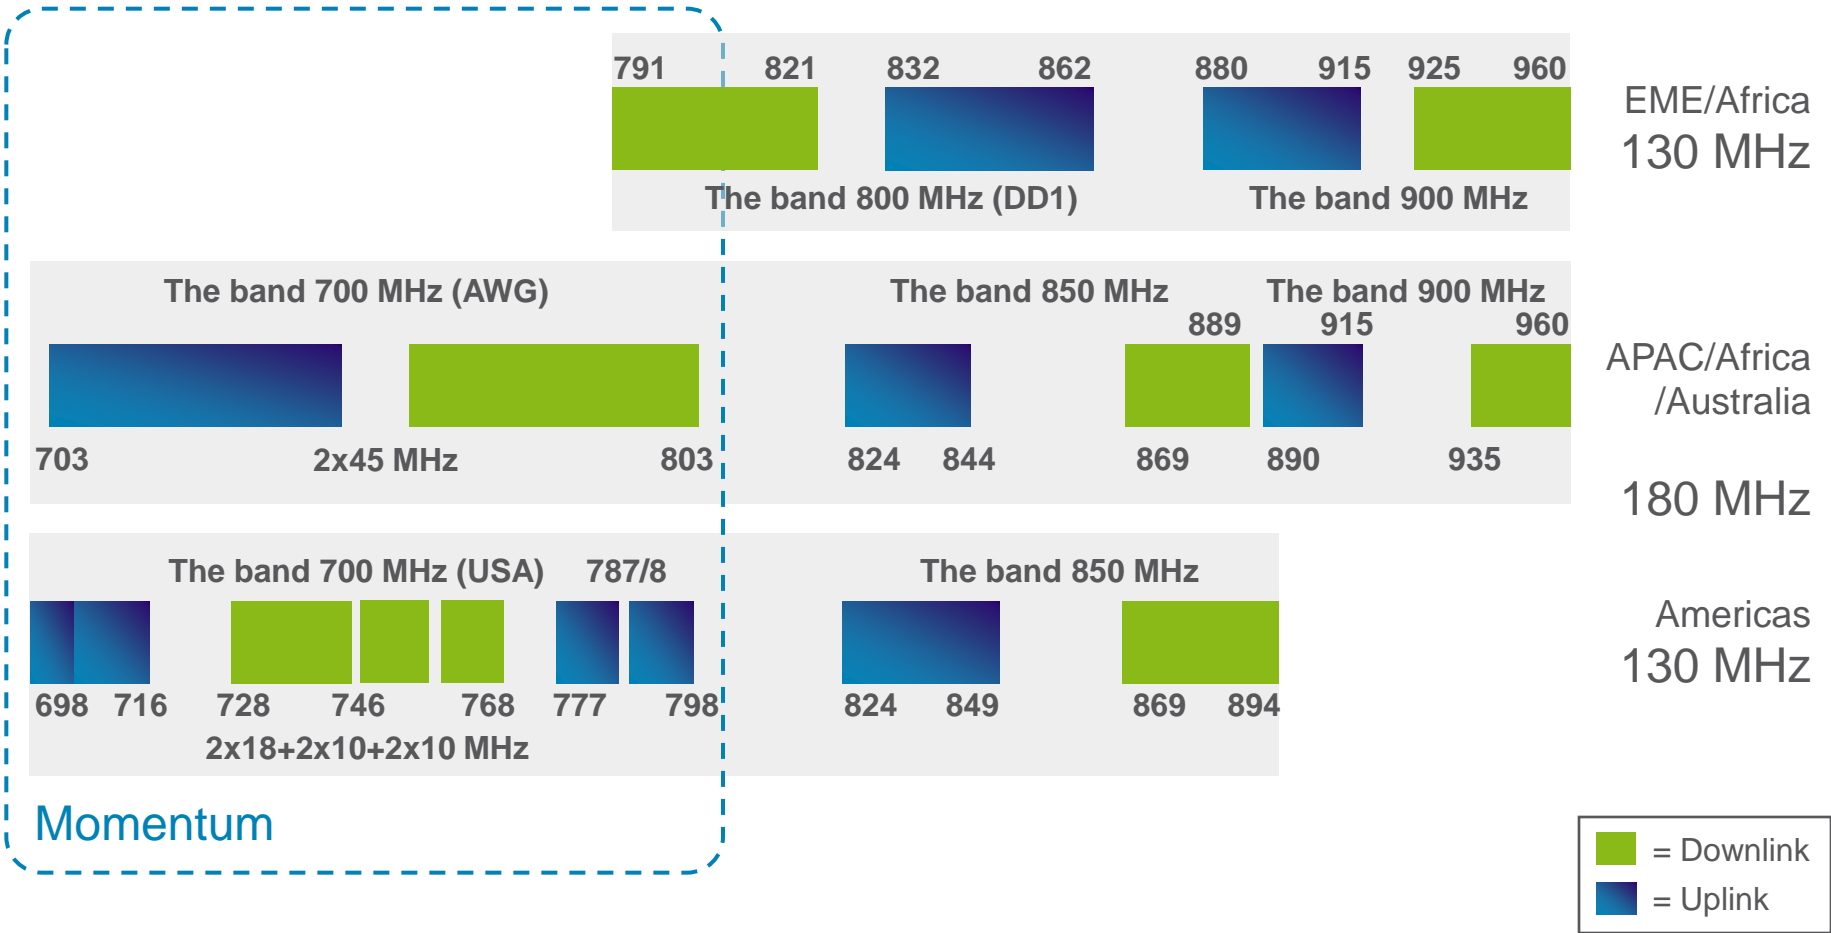 791 821 832 862 880 915 925 960
EME/Africa
130 MHz
The band 800 MHz (DD1) The band 900 MHz
The band 700 MHz (AWG) The band 850 MHz The band 900 MHz
889 915 960
APAC/Africa
/Australia
703 2x45 MHz 803 824 844 869 890 935
180 MHz
The band 700 MHz (USA) 787/8 The band 850 MHz
Americas
130 MHz
698 716 728 746 768 777 798 824 849 869 894
2x18+2x10+2x10 MHz
Momentum
= Downlink
= Uplink